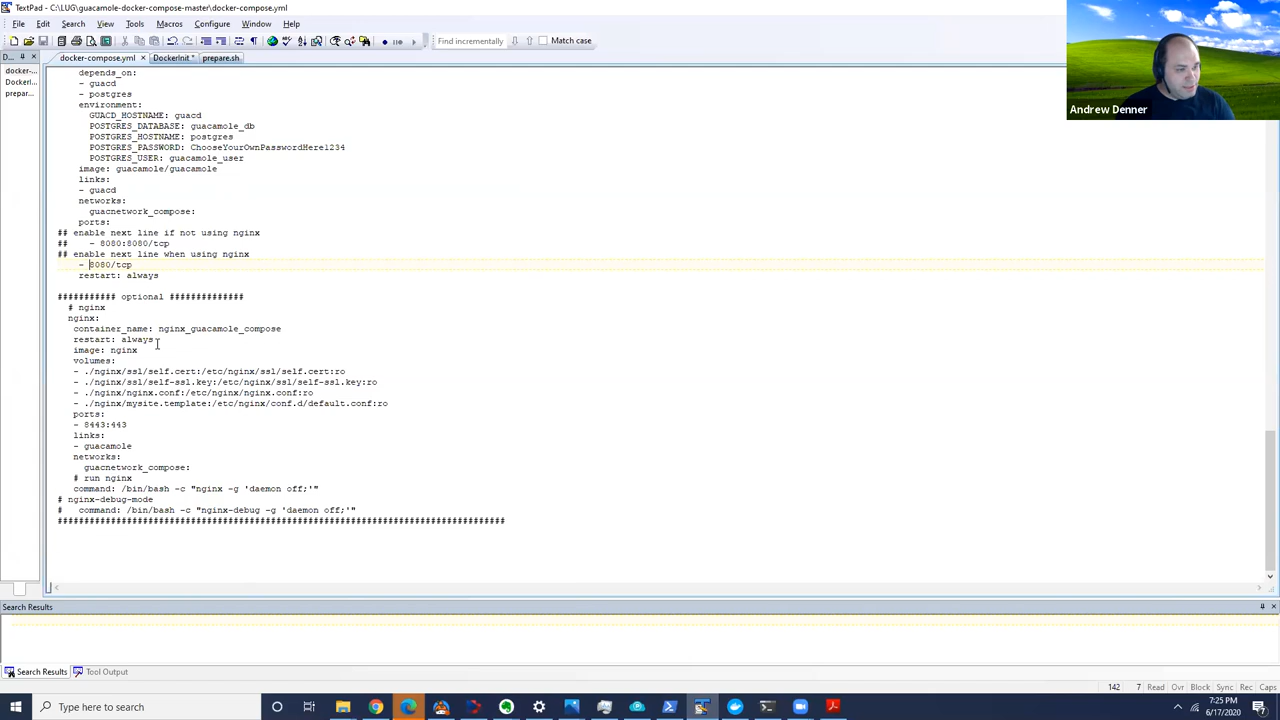 TextPad - C:\LUG\guacamole-docker-compose-master\docker-compose.yml
File Edit Search View Tools Macros Configure Window Help
Find incrementally Match case
D...
docker-compose.yml DockerInit * prepare.sh
docker-...
DockerI...
prepar...
depends_on:
- guacd
- postgres
environment:
GUACD_HOSTNAME: guacd
POSTGRES_DATABASE: guacamole_db
POSTGRES_HOSTNAME: postgres
POSTGRES_PASSWORD: ChooseYourOwnPasswordHere1234
POSTGRES_USER: guacamole_user
image: guacamole/guacamole
links:
- guacd
networks:
guacnetwork_compose:
ports:
## enable next line if not using nginx
## - 8080:8080/tcp
## enable next line when using nginx
- 8080/tcp
restart: always
########### optional ##############
# nginx
nginx:
container_name: nginx_guacamole_compose
restart: always
image: nginx
volumes:
- ./nginx/ssl/self.cert:/etc/nginx/ssl/self.cert:ro
- ./nginx/ssl/self-ssl.key:/etc/nginx/ssl/self-ssl.key:ro
- ./nginx/nginx.conf:/etc/nginx/nginx.conf:ro
- ./nginx/mysite.template:/etc/nginx/conf.d/default.conf:ro
ports:
- 8443:443
links:
- guacamole
networks:
guacnetwork_compose:
# run nginx
command: /bin/bash -c "nginx -g 'daemon off;'"
# nginx-debug-mode
# command: /bin/bash -c "nginx-debug -g 'daemon off;'"
####################################################################################
Andrew Denner
Search Results
Search Results Tool Output
142 7 Read Ovr Block Sync Rec Caps
Type here to search
7:25 PM
6/17/2020